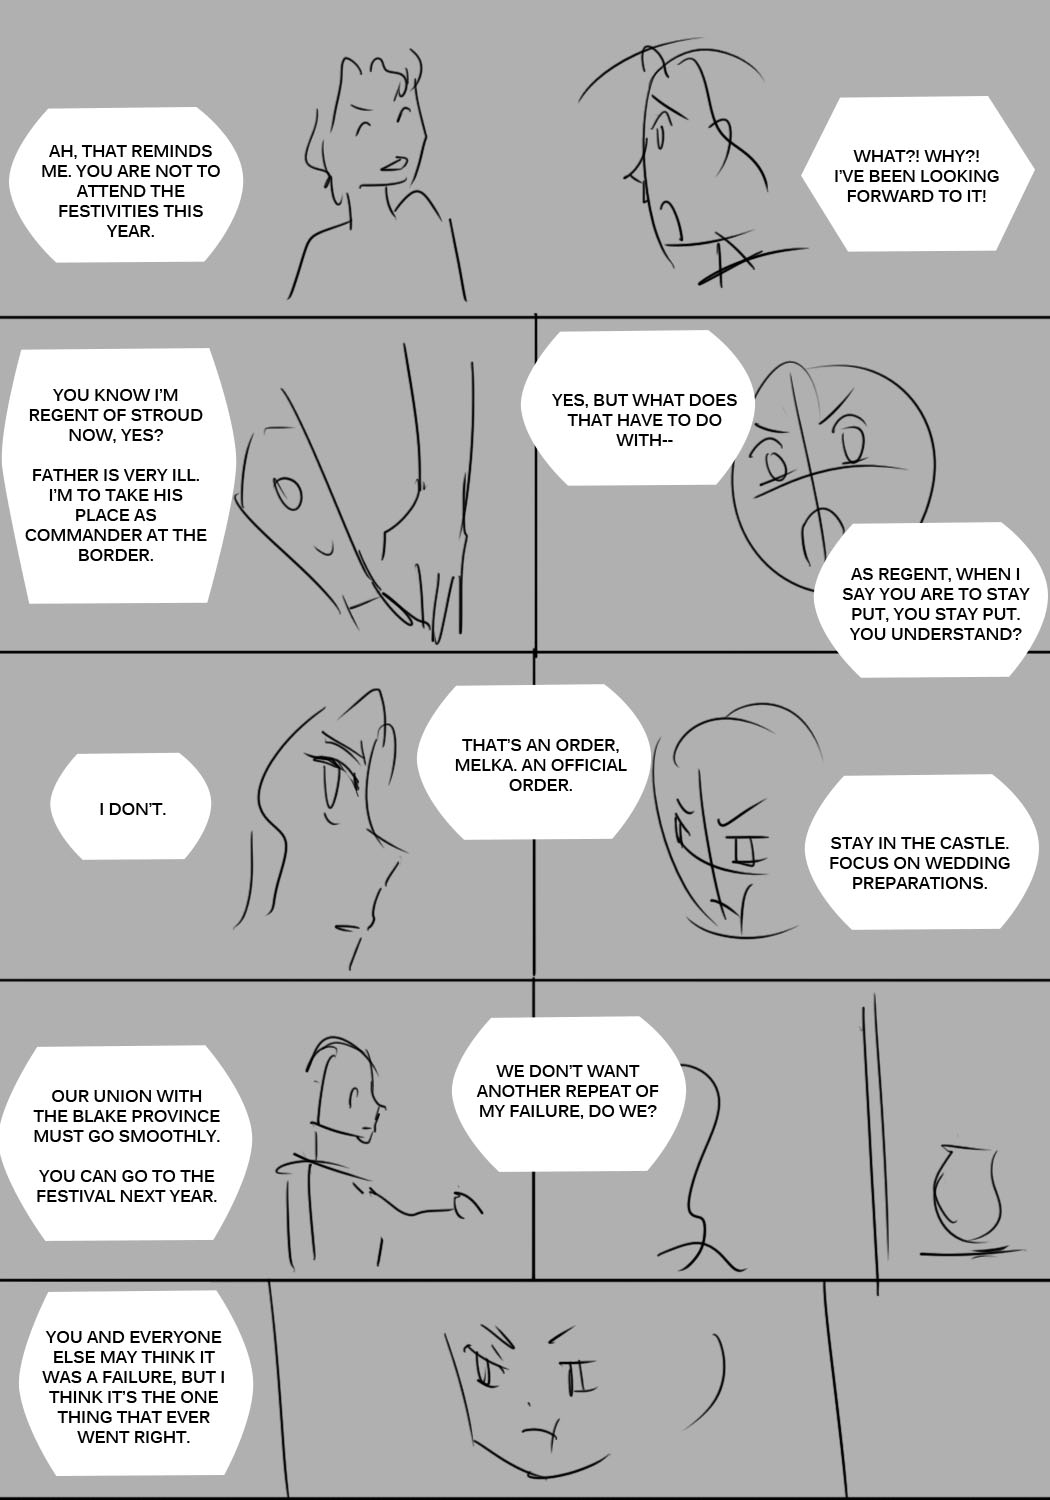 AH, THAT REMINDS
ME. YOU ARE NOT TO
ATTEND THE
FESTIVITIES THIS
YEAR.
WHAT?! WHY?!
I'VE BEEN LOOKING
FORWARD TO IT!
YOU KNOW I'M
REGENT OF STROUD
NOW, YES?
FATHER IS VERY ILL.
I'M TO TAKE HIS
PLACE AS
COMMANDER AT THE
BORDER.
YES, BUT WHAT DOES
THAT HAVE TO DO
WITH--
AS REGENT, WHEN I
SAY YOU ARE TO STAY
PUT, YOU STAY PUT.
YOU UNDERSTAND?
I DON'T.
THAT'S AN ORDER,
MELKA. AN OFFICIAL
ORDER.
STAY IN THE CASTLE.
FOCUS ON WEDDING
PREPARATIONS.
OUR UNION WITH
THE BLAKE PROVINCE
MUST GO SMOOTHLY.
YOU CAN GO TO THE
FESTIVAL NEXT YEAR.
WE DON'T WANT
ANOTHER REPEAT OF
MY FAILURE, DO WE?
YOU AND EVERYONE
ELSE MAY THINK IT
WAS A FAILURE, BUT I
THINK IT'S THE ONE
THING THAT EVER
WENT RIGHT.